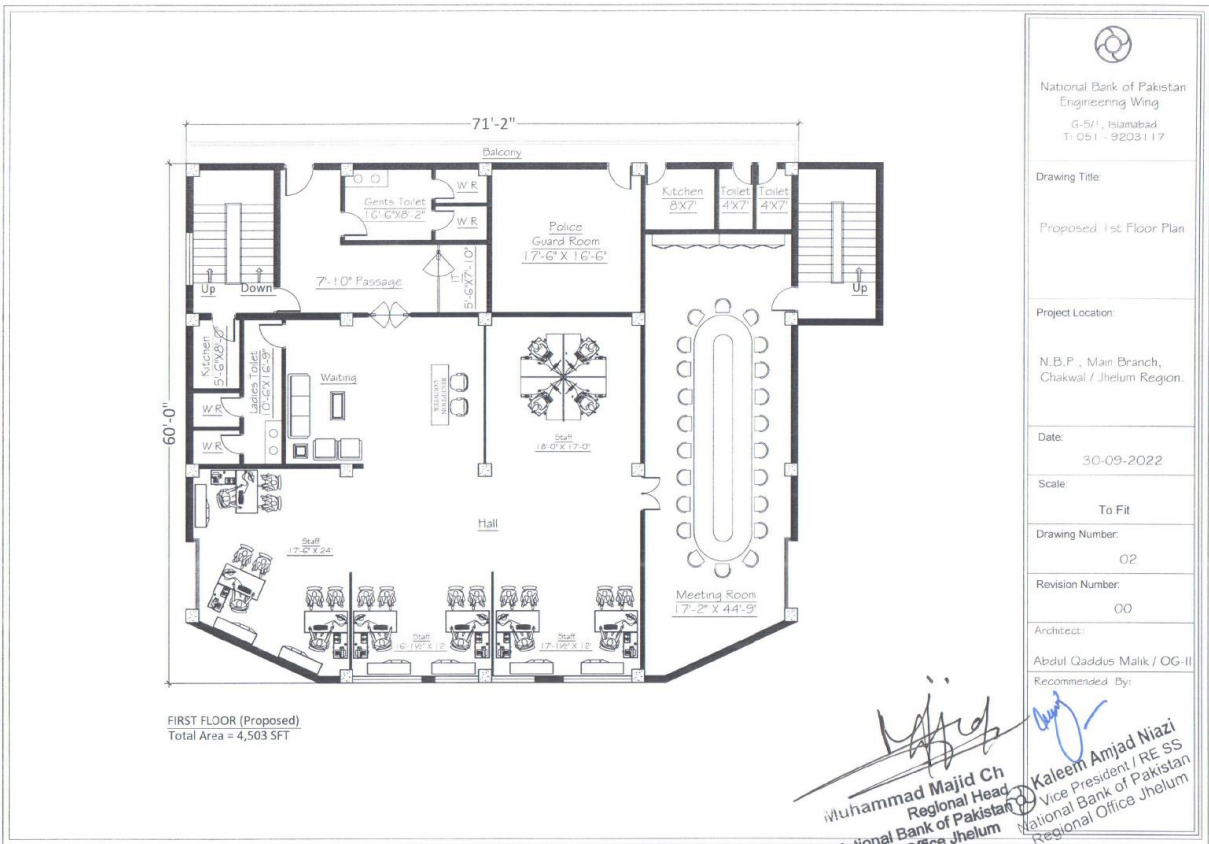 71'-2"
Balcony
60'-0"
Gents Toilet
16'-6"X8'-2"
W.R
W.R
Police
Guard Room
17'-6" X 16'-6"
Kitchen
8'X7'
Toilet
4'X7'
Toilet
4'X7'
Up
Down
7'-10" Passage
IT
5'-6"X7'-10"
Up
Kitchen
5'-6"X8'-0"
Ladies Toilet
10'-6"X16'-9"
W.R
W.R
Waiting
RECEPTION
COUNTER
Staff
18'-0"X17'-0"
Hall
Staff
17'-6" X 24'
Staff
16'-1½" X 12'
Staff
17'-1½" X 12'
Meeting Room
17'-2" X 44'-9"
FIRST FLOOR (Proposed)
Total Area = 4,503 SFT
National Bank of Pakistan
Engineering Wing
G-5/1, Islamabad
T: 051 - 9203117
Drawing Title:
Proposed 1st Floor Plan
Project Location:
N.B.P., Main Branch,
Chakwal / Jhelum Region.
Date:
30-09-2022
Scale:
To Fit
Drawing Number:
02
Revision Number:
00
Architect:
Abdul Qaddus Malik / OG-II
Recommended By:
Kaleem Amjad Niazi
Vice President / RE SS
National Bank of Pakistan
Regional Office Jhelum
Muhammad Majid Ch
Regional Head
National Bank of Pakistan
Office Jhelum